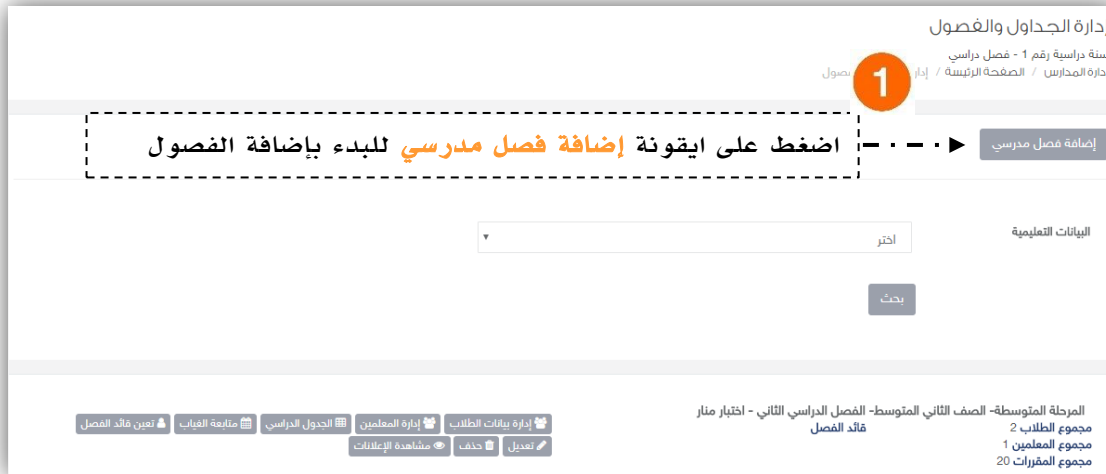 إدارة الجداول والفصول
سنة دراسية رقم 1 - فصل دراسي
إدارة المدارس / الصفحة الرئيسة /
1
إضافة فصل مدرسي
اضغط على ايقونة إضافة فصل مدرسي للبدء بإضافة الفصول
البيانات التعليمية
اختر
بحث
المرحلة المتوسطة- الصف الثاني المتوسط- الفصل الدراسي الثاني - اختبار منار
مجموع الطلاب 2
قائد الفصل
مجموع المعلمين 1
مجموع المقررات 20
إدارة بيانات الطلاب
إدارة المعلمين
الجدول الدراسي
متابعة الغياب
تعين قائد الفصل
تعديل
حذف
مشاهدة الإعلانات